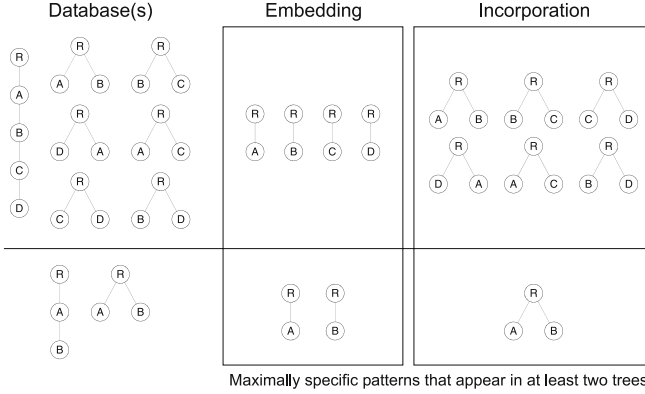 Database(s) Embedding Incorporation
R R R
A B B C
A
R R R R
A B C D
R R R
A B B C C D
B
R R
D A A C
C
R R R
D A A C B D
D
R R
C D B D
R R
A A B
B
R R
A B
R
A B
Maximally specific patterns that appear in at least two trees